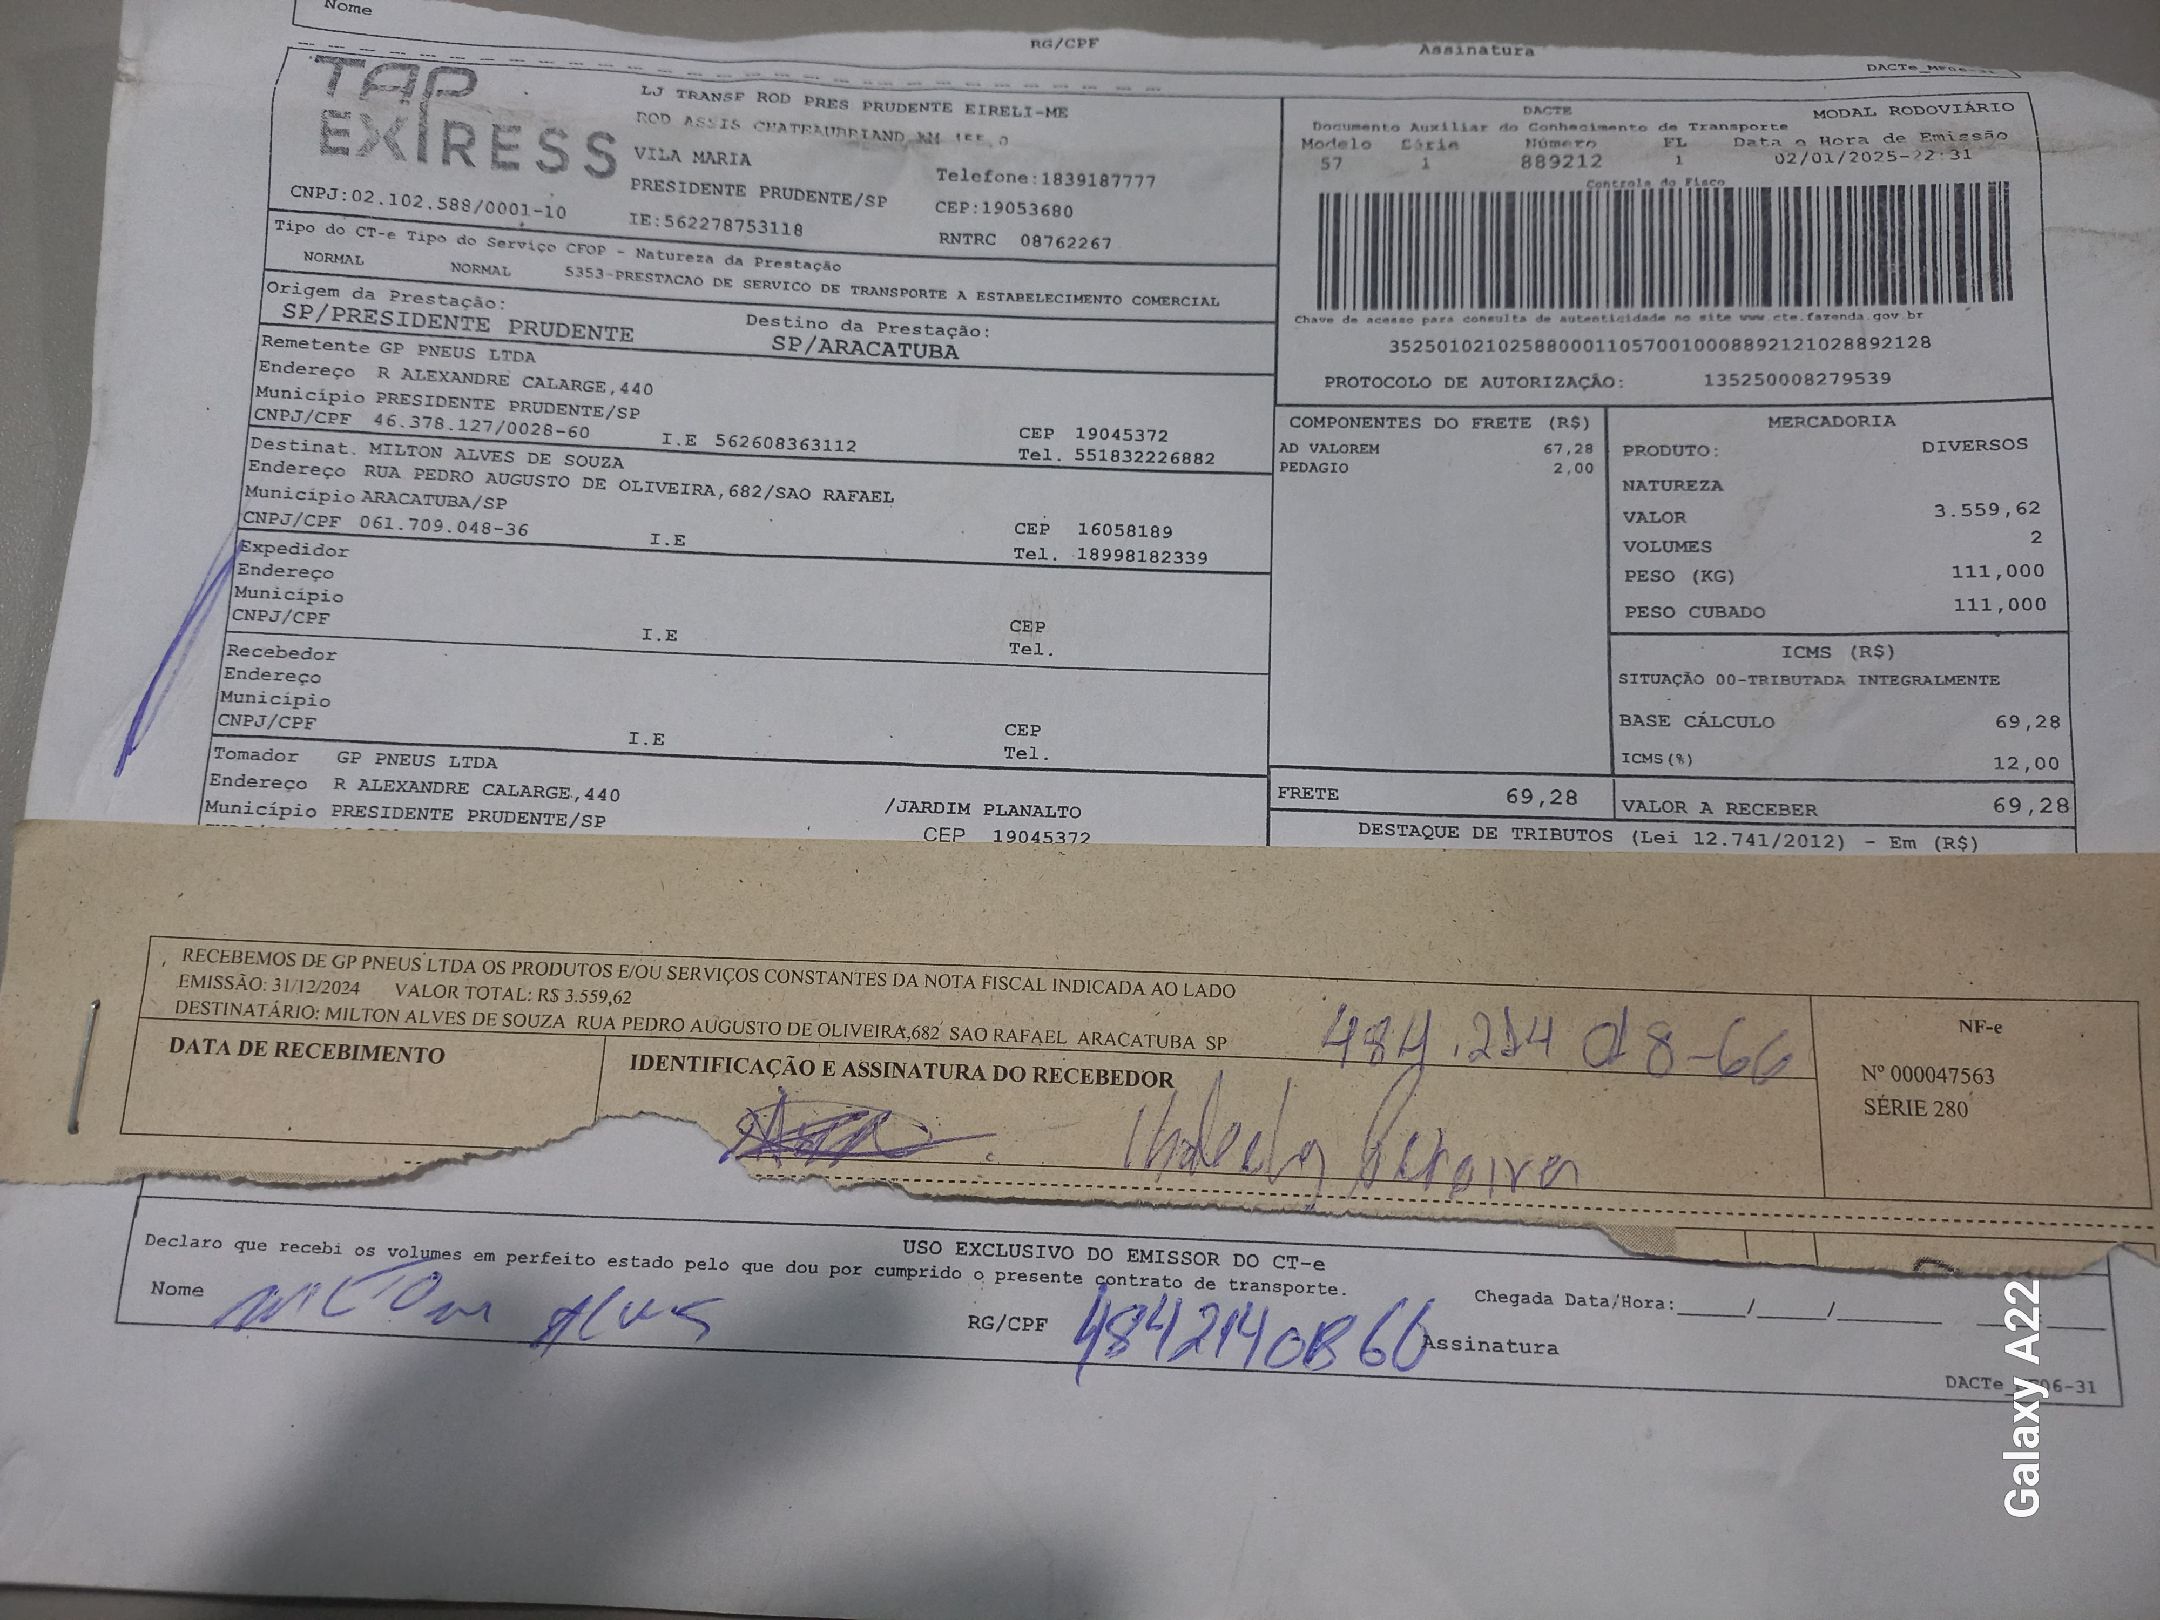 Nome
RG/CPF
Assinatura
TAP
EXPRESS
CNPJ:02.102.588/0001-10
LJ TRANSP ROD PRES PRUDENTE EIRELI-ME
ROD ASSIS CHATEAUBRIAND,KM
VILA MARIA
PRESIDENTE PRUDENTE/SP
IE:562278753118
Telefone:1839187777
CEP:19053680
RNTRC 08762267
DACTE
MODAL RODOVIÁRIO
Documento Auxiliar do Conhecimento de Transporte
Modelo Série Número FL Data e Hora de Emissão
57 1 889212 1 02/01/2025-22:31
Controle do Fisco
Chave de acesso para consulta de autenticidade no site www.cte.fazenda.gov.br
35250102102588000110570010008892121028892128
PROTOCOLO DE AUTORIZAÇÃO: 135250008279539
Tipo do CT-e Tipo do Serviço CFOP - Natureza da Prestação
NORMAL NORMAL 5353-PRESTACAO DE SERVICO DE TRANSPORTE A ESTABELECIMENTO COMERCIAL
Origem da Prestação: Destino da Prestação:
SP/PRESIDENTE PRUDENTE SP/ARACATUBA
Remetente GP PNEUS LTDA
Endereço R ALEXANDRE CALARGE,440
Município PRESIDENTE PRUDENTE/SP CEP 19045372
CNPJ/CPF 46.378.127/0028-60 I.E 562608363112 Tel. 551832226882
Destinat. MILTON ALVES DE SOUZA
Endereço RUA PEDRO AUGUSTO DE OLIVEIRA,682/SAO RAFAEL
Município ARACATUBA/SP CEP 16058189
CNPJ/CPF 061.709.048-36 I.E Tel. 18998182339
Expedidor
Endereço
Município CEP
CNPJ/CPF I.E Tel.
Recebedor
Endereço
Município CEP
CNPJ/CPF I.E Tel.
Tomador GP PNEUS LTDA
Endereço R ALEXANDRE CALARGE,440 /JARDIM PLANALTO
Município PRESIDENTE PRUDENTE/SP CEP 19045372
COMPONENTES DO FRETE (R$)
AD VALOREM 67,28
PEDAGIO 2,00
FRETE 69,28
MERCADORIA
PRODUTO: DIVERSOS
NATUREZA
VALOR 3.559,62
VOLUMES 2
PESO (KG) 111,000
PESO CUBADO 111,000
ICMS (R$)
SITUAÇÃO 00-TRIBUTADA INTEGRALMENTE
BASE CÁLCULO 69,28
ICMS(%) 12,00
VALOR A RECEBER 69,28
DESTAQUE DE TRIBUTOS (Lei 12.741/2012) - Em (R$)
RECEBEMOS DE GP PNEUS LTDA OS PRODUTOS E/OU SERVIÇOS CONSTANTES DA NOTA FISCAL INDICADA AO LADO
EMISSÃO: 31/12/2024 VALOR TOTAL: R$ 3.559,62
DESTINATÁRIO: MILTON ALVES DE SOUZA RUA PEDRO AUGUSTO DE OLIVEIRA,682 SAO RAFAEL ARACATUBA SP
DATA DE RECEBIMENTO
IDENTIFICAÇÃO E ASSINATURA DO RECEBEDOR
NF-e
Nº 000047563
SÉRIE 280
USO EXCLUSIVO DO EMISSOR DO CT-e
Declaro que recebi os volumes em perfeito estado pelo que dou por cumprido o presente contrato de transporte.
Nome Milton Alves RG/CPF Assinatura
Chegada Data/Hora:_____/_____/_____
DACTe_MF06-31
Galaxy A22